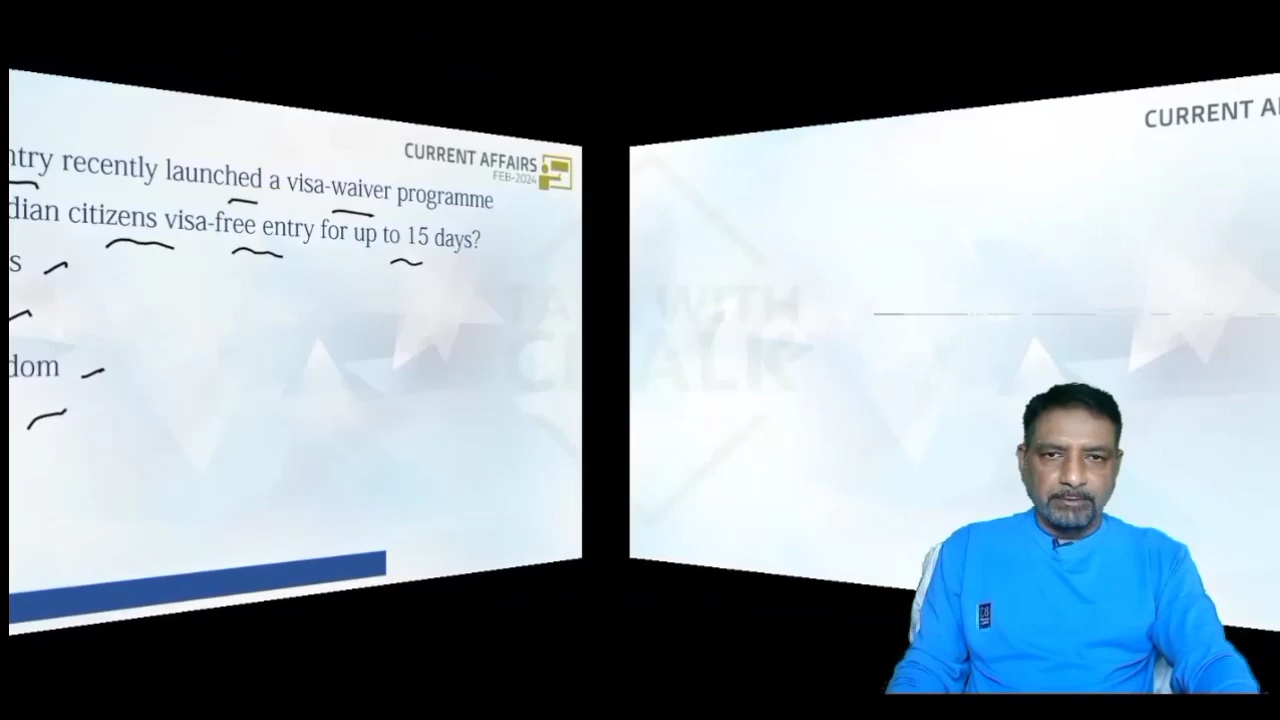 CURRENT AFFAIRS
FEB-2024
ntry recently launched a visa-waiver programme
dian citizens visa-free entry for up to 15 days?
s
dom
CURRENT A
WITH